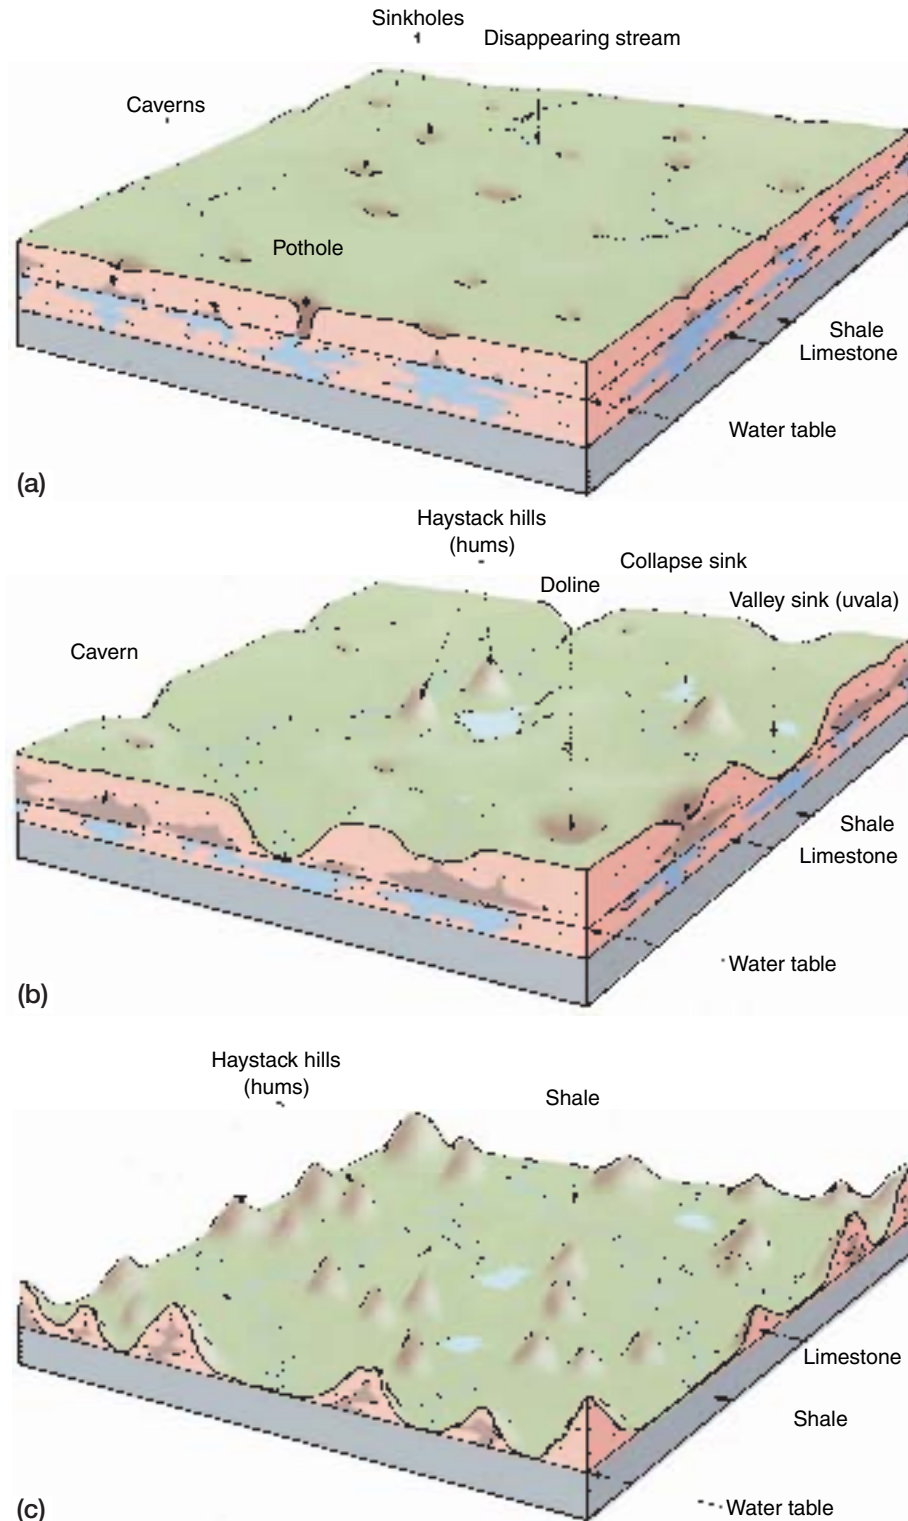 Sinkholes
Disappearing stream
Caverns
Pothole
Shale
Limestone
Water table
(a)
Haystack hills
(hums)
Collapse sink
Doline
Valley sink (uvala)
Cavern
Shale
Limestone
Water table
(b)
Haystack hills
(hums)
Shale
Limestone
Shale
Water table
(c)